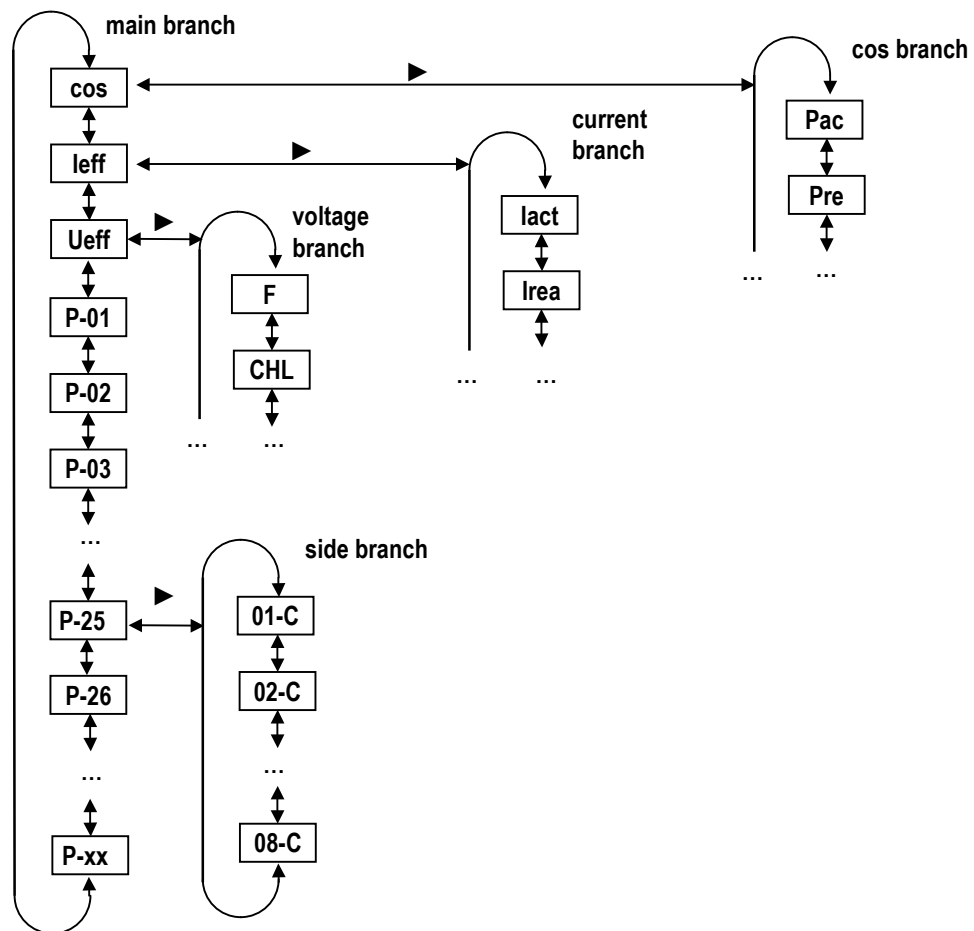 main branch
cos
Ieff
Ueff
P-01
P-02
P-03
...
P-25
P-26
...
P-xx
voltage
branch
F
CHL
...
...
current
branch
Iact
Irea
...
...
cos branch
Pac
Pre
...
...
side branch
01-C
02-C
...
08-C